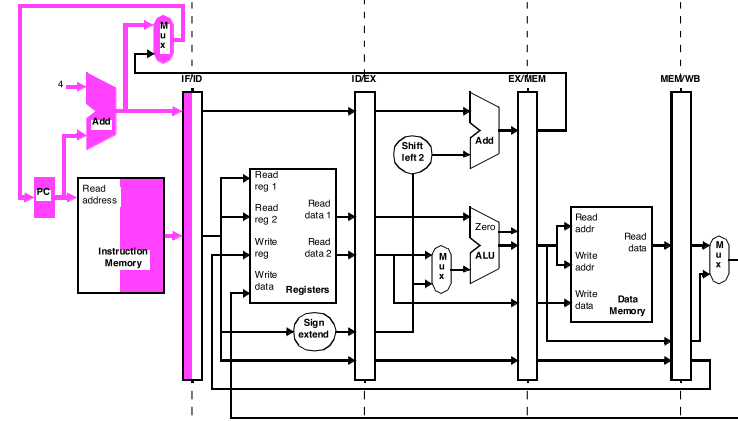 M
u
x
IF/ID
ID/EX
EX/MEM
MEM/WB
4
Add
Add
Shift
left 2
PC
Read
address
Instruction
Memory
Read
reg 1
Read
reg 2
Write
reg
Write
data
Read
data 1
Read
data 2
Registers
Sign
extend
M
u
x
Zero
ALU
Read
addr
Write
addr
Write
data
Read
data
Data
Memory
M
u
x